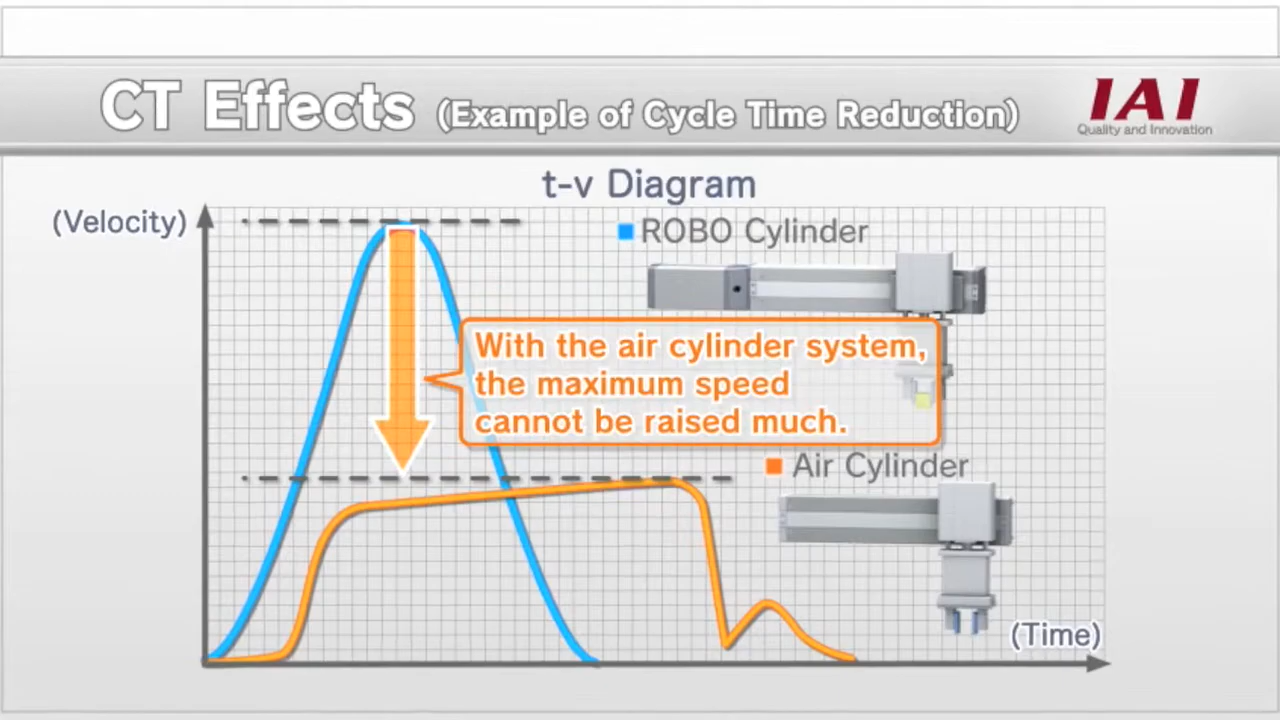 CT Effects (Example of Cycle Time Reduction)
IAI
Quality and Innovation
t-v Diagram
(Velocity)
ROBO Cylinder
With the air cylinder system,
the maximum speed
cannot be raised much.
Air Cylinder
(Time)